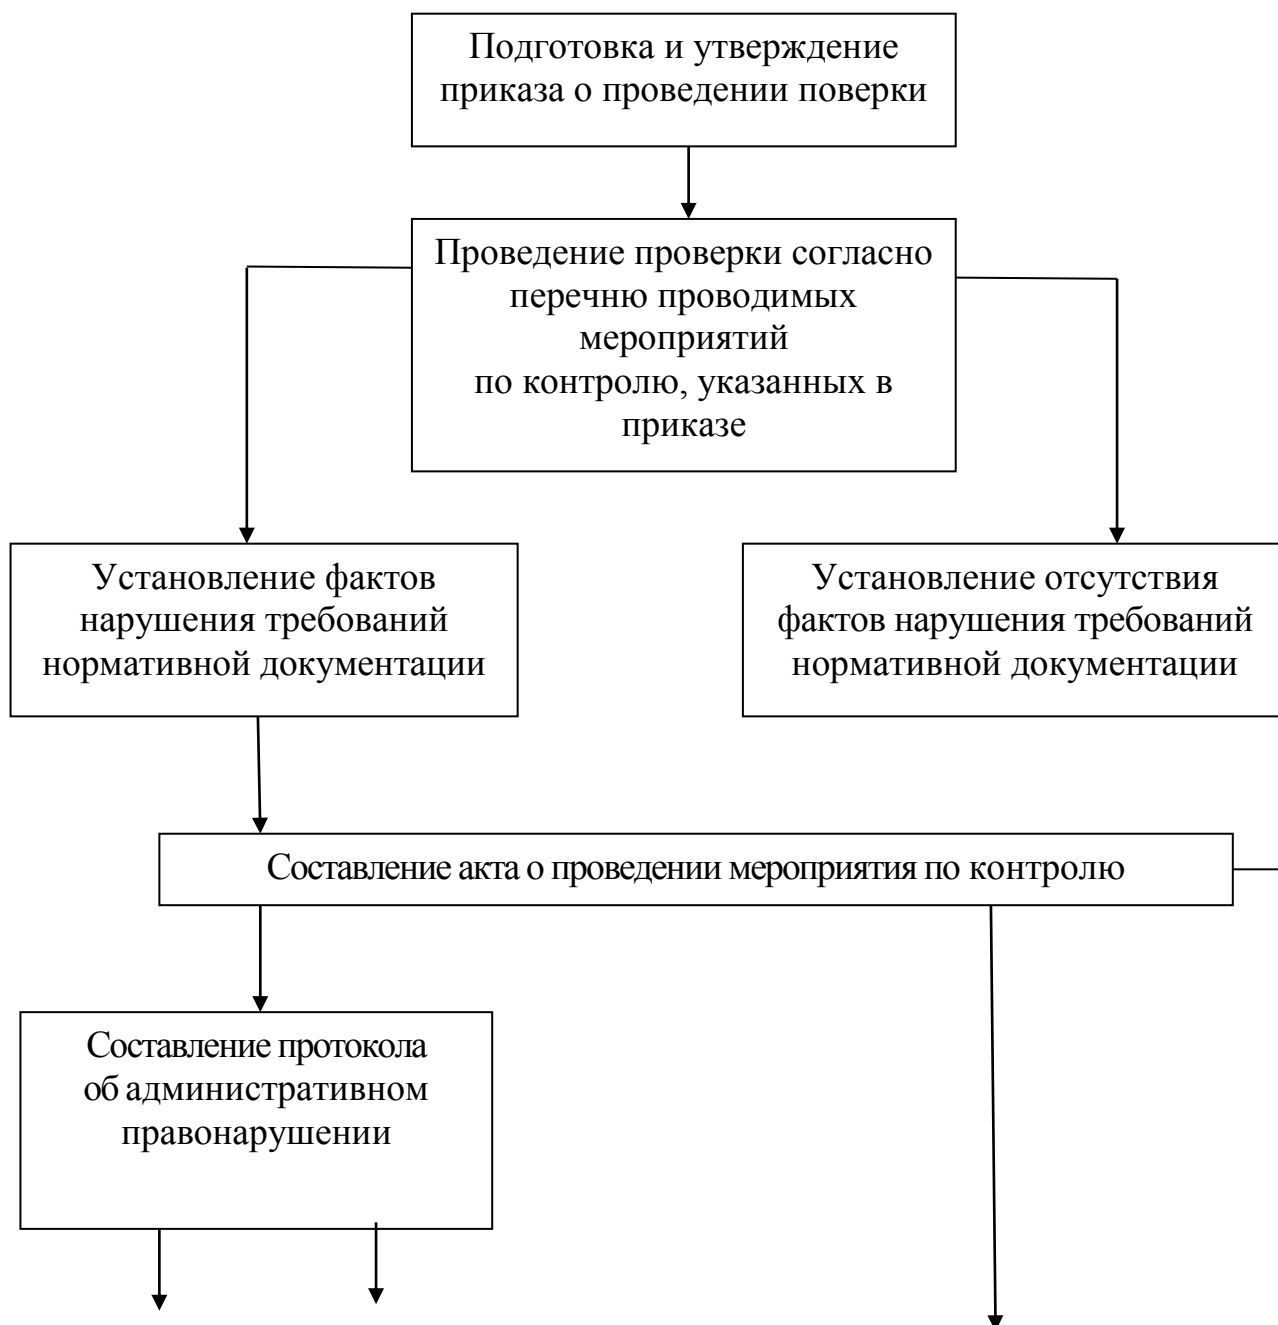 Подготовка и утверждение
приказа о проведении поверки
Проведение проверки согласно
перечню проводимых
мероприятий
по контролю, указанных в
приказе
Установление фактов
нарушения требований
нормативной документации
Установление отсутствия
фактов нарушения требований
нормативной документации
Составление акта о проведении мероприятия по контролю
Составление протокола
об административном
правонарушении